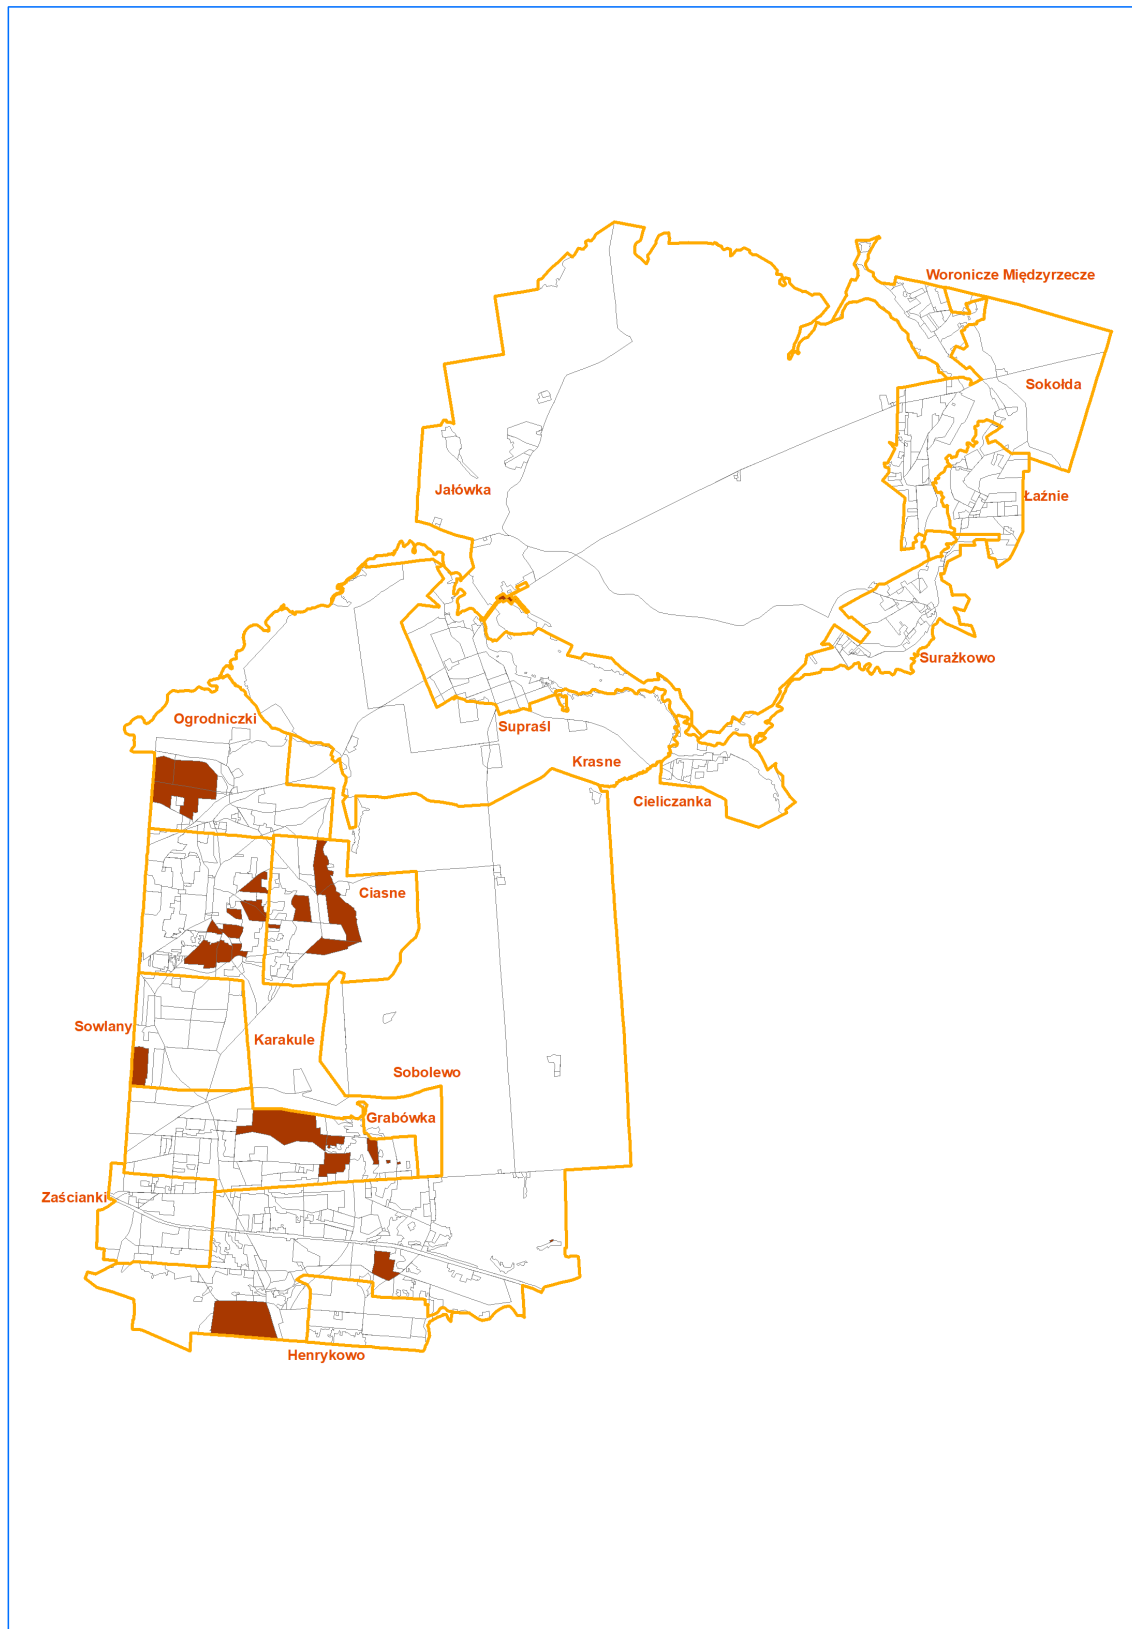 Woronicze Międzyrzecze
Sokołda
Jałówka
Łaźnie
Surażkowo
Ogrodniczki
Supraśl
Krasne
Cieliczanka
Ciasne
Sowlany
Karakule
Sobolewo
Grabówka
Zaścianki
Henrykowo